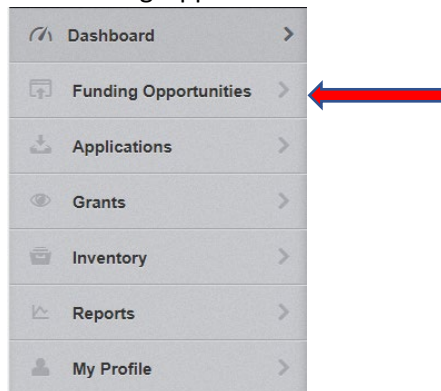 Dashboard
Funding Opportunities
Applications
Grants
Inventory
Reports
My Profile